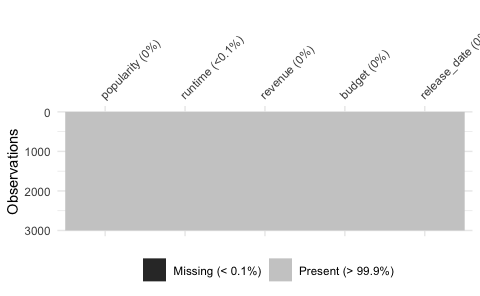 popularity (0%)
runtime (<0.1%)
revenue (0%)
budget (0%)
release_date
Observations
0
1000
2000
3000
Missing (< 0.1%)
Present (> 99.9%)